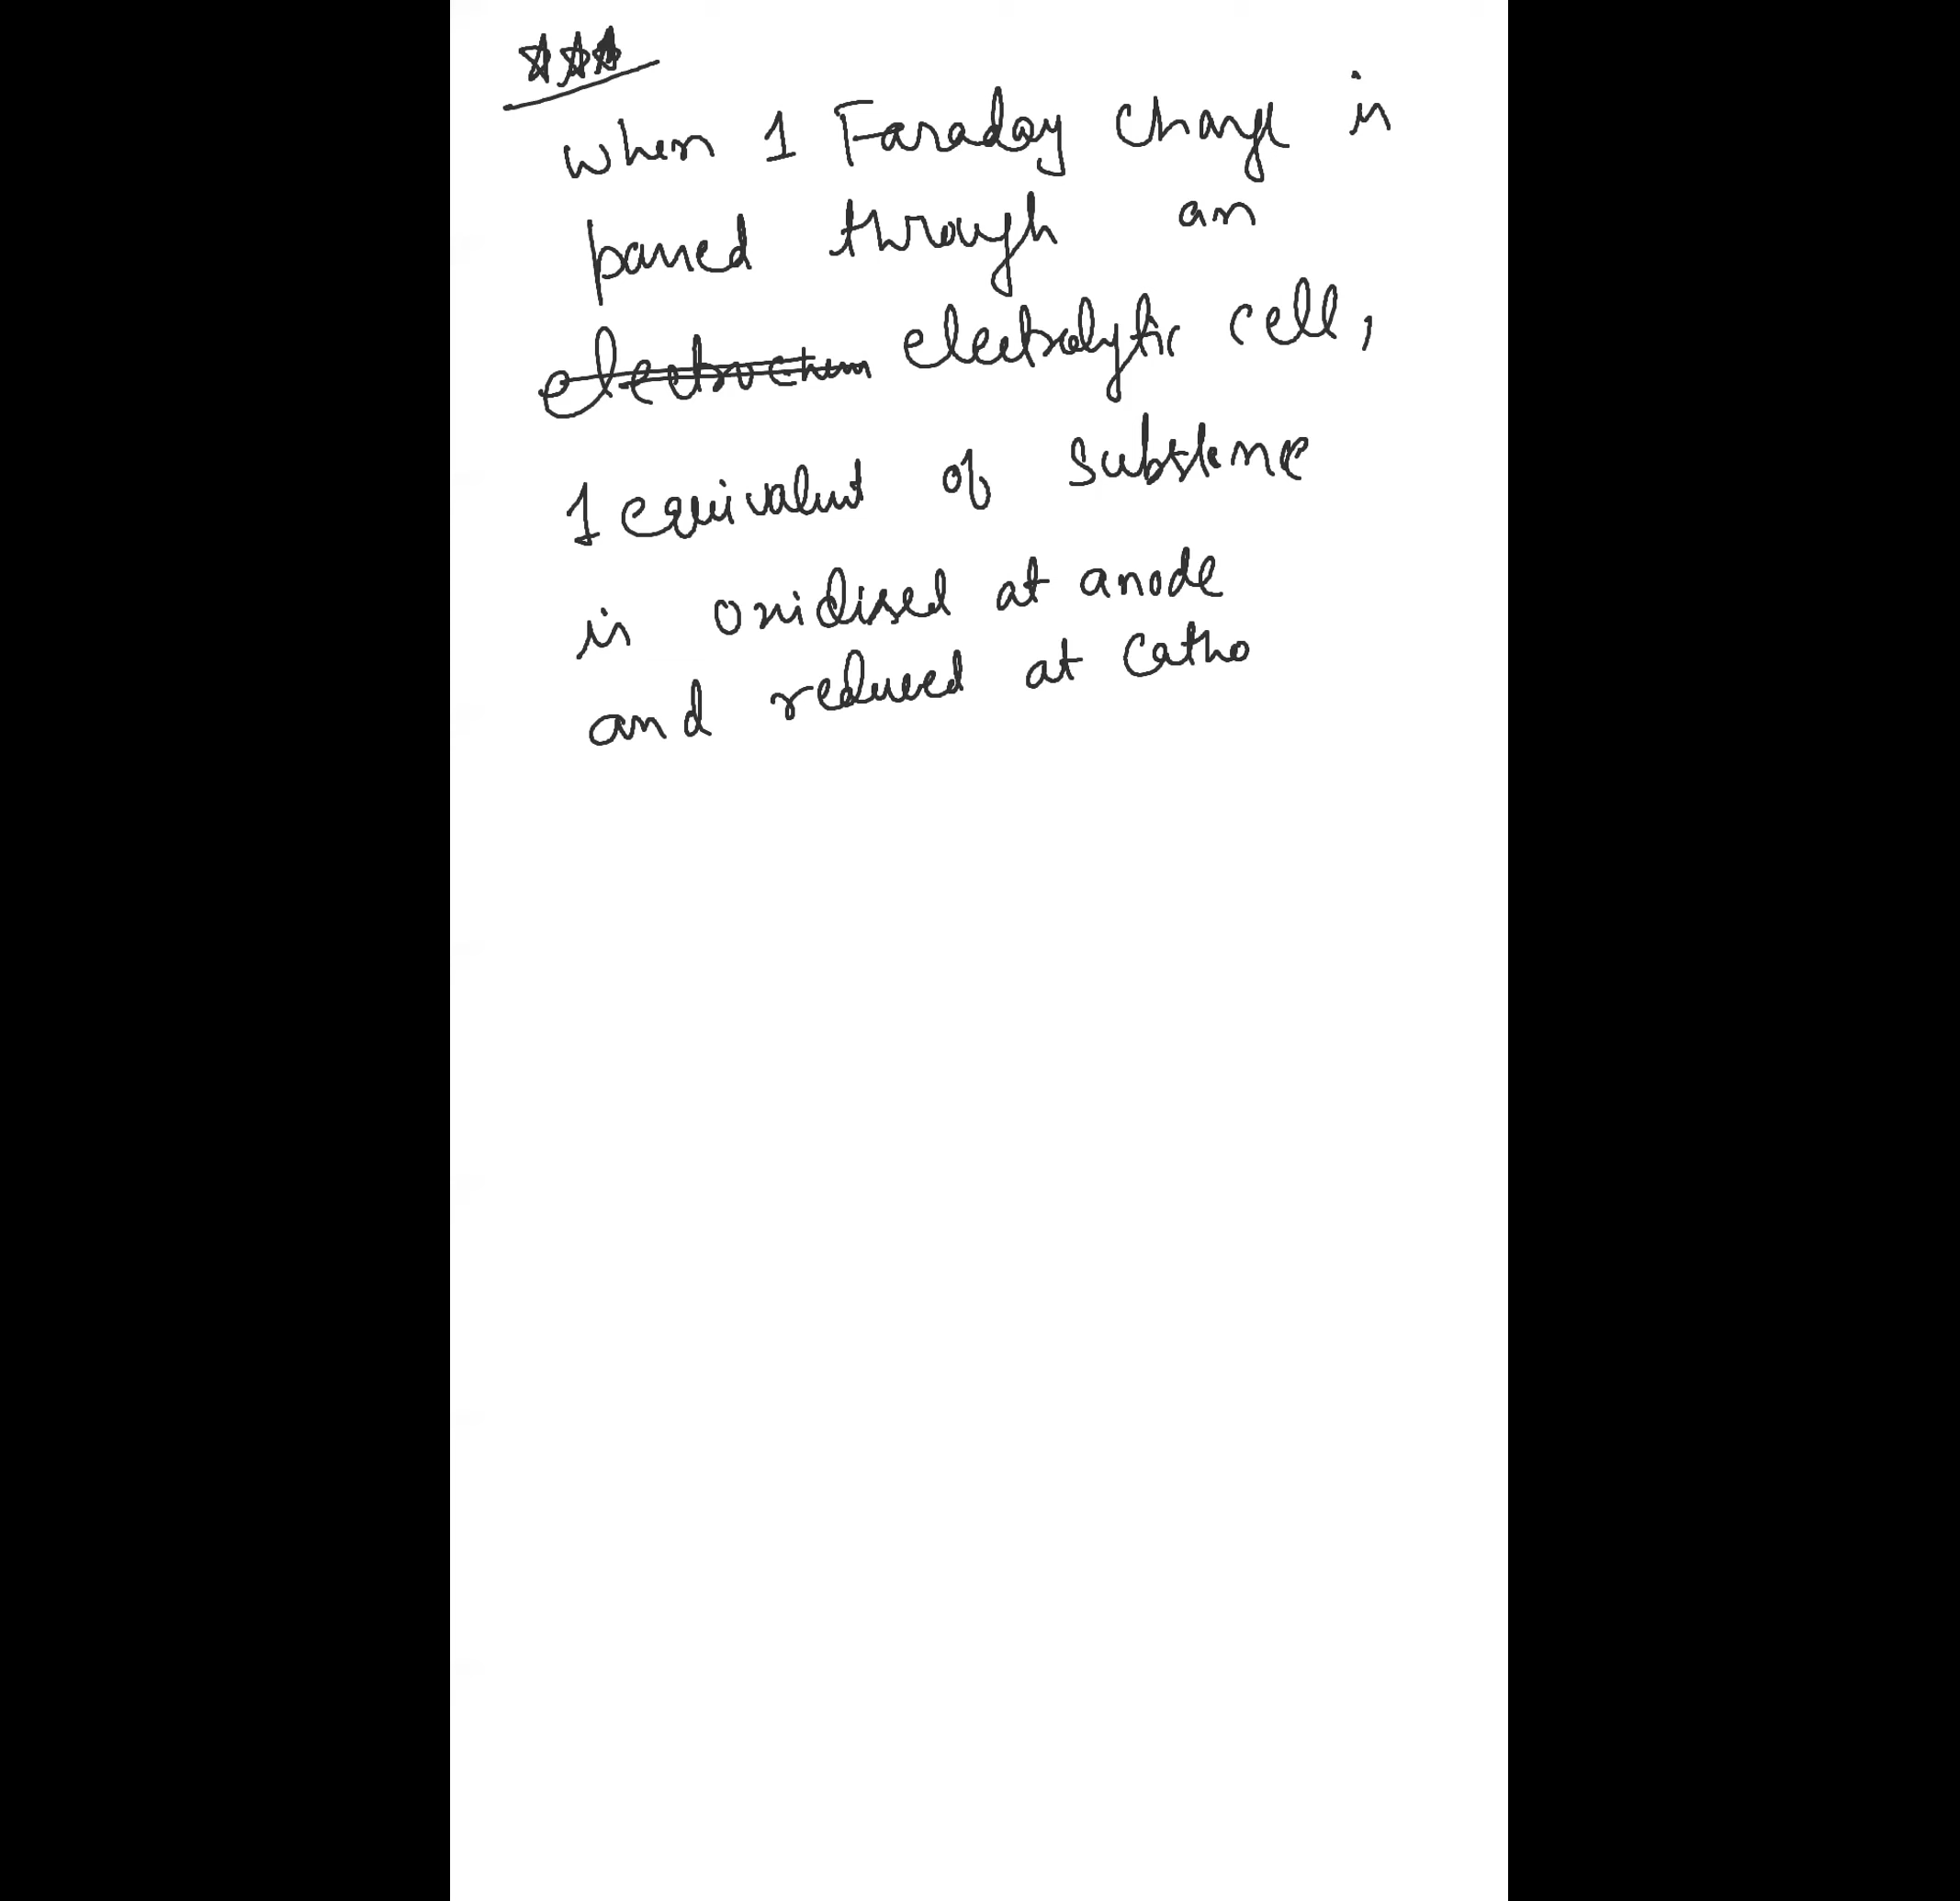 When 1 Faraday charge is
passed through an
electrochem electrolytic cell,
1 equivalent of substance
is oxidised at anode
and reduced at catho